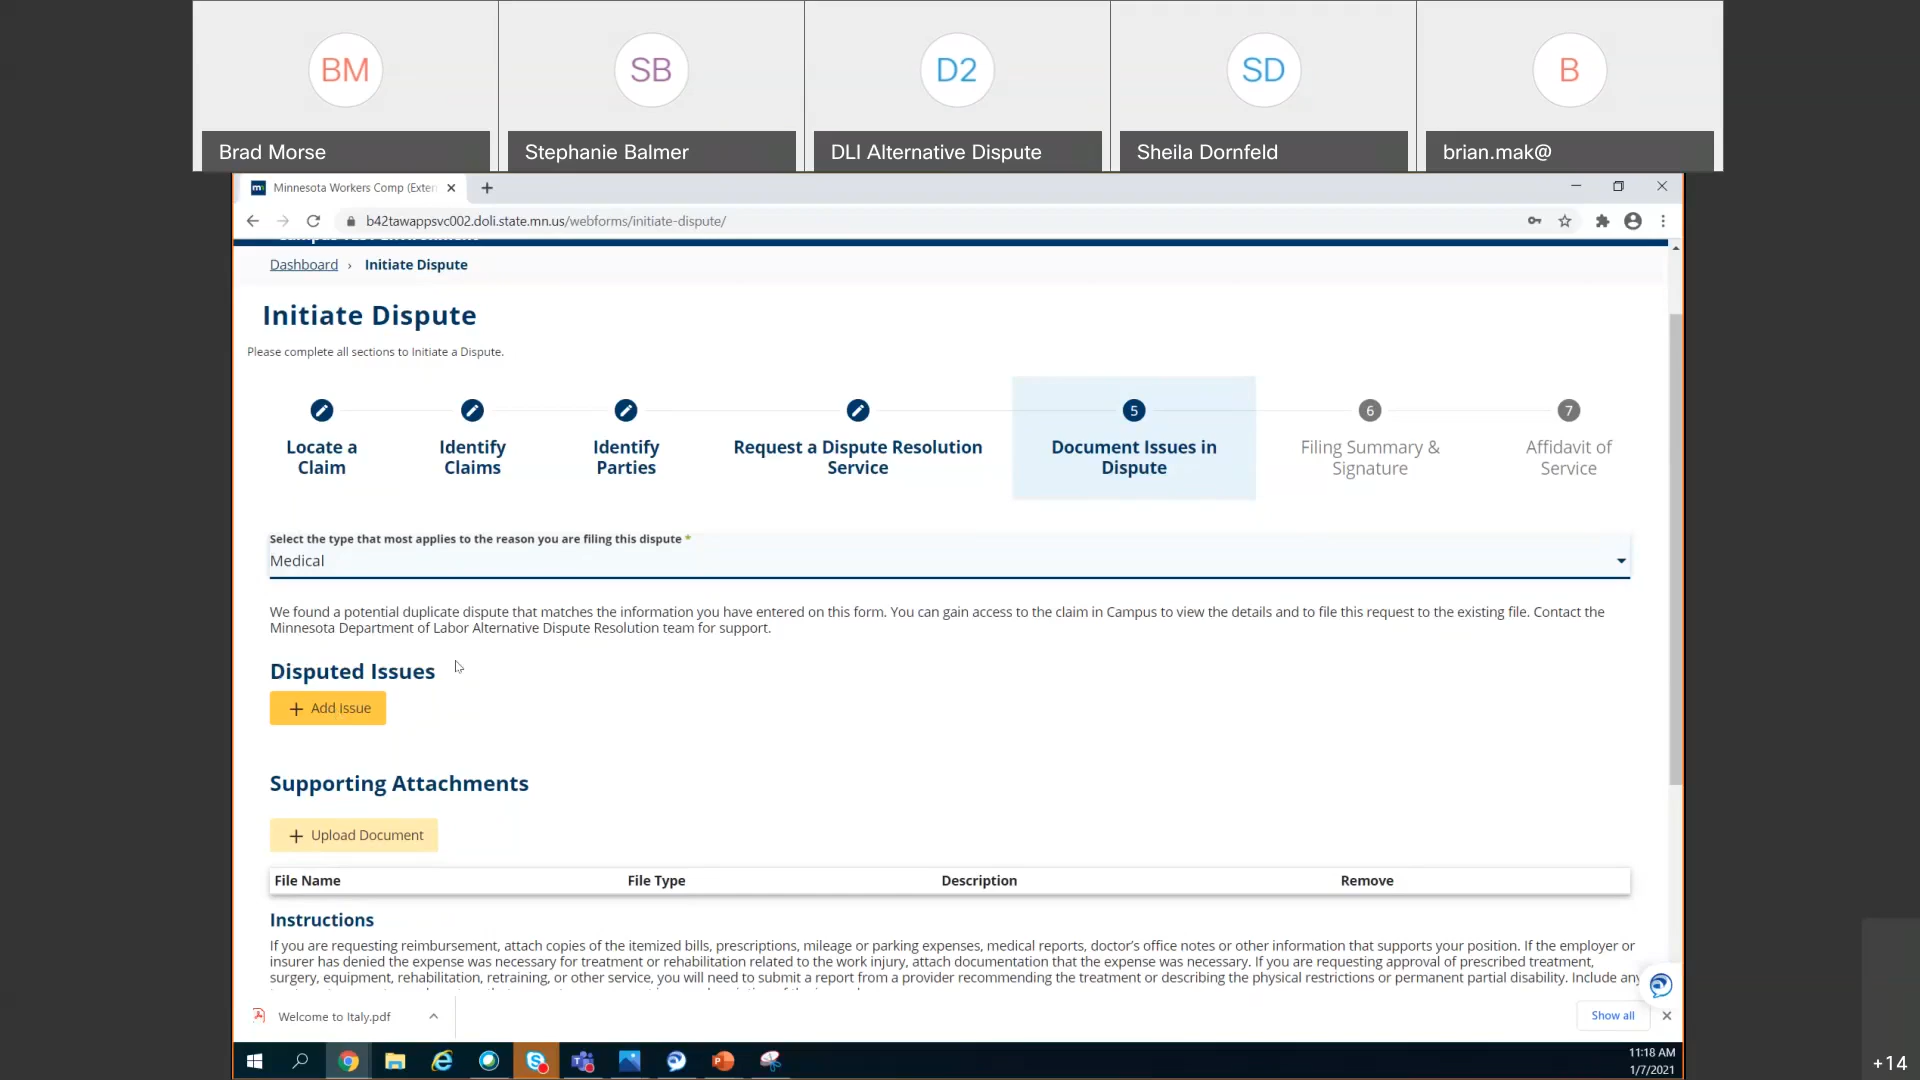 BM
SB
D2
SD
B
Brad Morse
Stephanie Balmer
DLI Alternative Dispute
Sheila Dornfeld
brian.mak@
Minnesota Workers Comp (Exter
b42tawappsvc002.doli.state.mn.us/webforms/initiate-dispute/
Dashboard › Initiate Dispute
Initiate Dispute
Please complete all sections to Initiate a Dispute.
5
6
7
Locate a
Claim
Identify
Claims
Identify
Parties
Request a Dispute Resolution
Service
Document Issues in
Dispute
Filing Summary &
Signature
Affidavit of
Service
Select the type that most applies to the reason you are filing this dispute *
Medical
We found a potential duplicate dispute that matches the information you have entered on this form. You can gain access to the claim in Campus to view the details and to file this request to the existing file. Contact the
Minnesota Department of Labor Alternative Dispute Resolution team for support.
Disputed Issues
+ Add Issue
Supporting Attachments
+ Upload Document
File Name File Type Description Remove
Instructions
If you are requesting reimbursement, attach copies of the itemized bills, prescriptions, mileage or parking expenses, medical reports, doctor's office notes or other information that supports your position. If the employer or
insurer has denied the expense was necessary for treatment or rehabilitation related to the work injury, attach documentation that the expense was necessary. If you are requesting approval of prescribed treatment,
surgery, equipment, rehabilitation, retraining, or other service, you will need to submit a report from a provider recommending the treatment or describing the physical restrictions or permanent partial disability. Include any
Welcome to Italy.pdf
Show all
11:18 AM
1/7/2021
+14